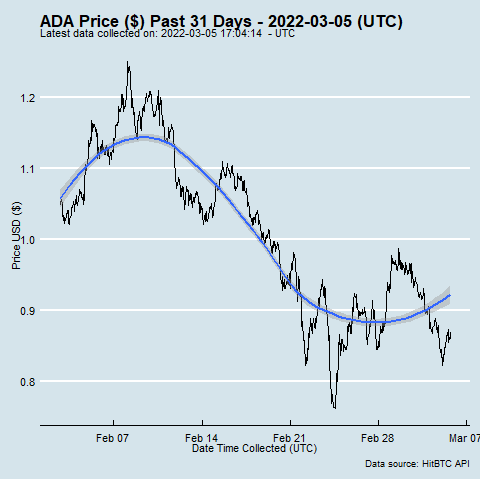 ADA Price ($) Past 31 Days - 2022-03-05 (UTC)
Latest data collected on: 2022-03-05 17:04:14 - UTC
Price USD ($)
1.2
1.1
1.0
0.9
0.8
Feb 07 Feb 14 Feb 21 Feb 28 Mar 07
Date Time Collected (UTC)
Data source: HitBTC API